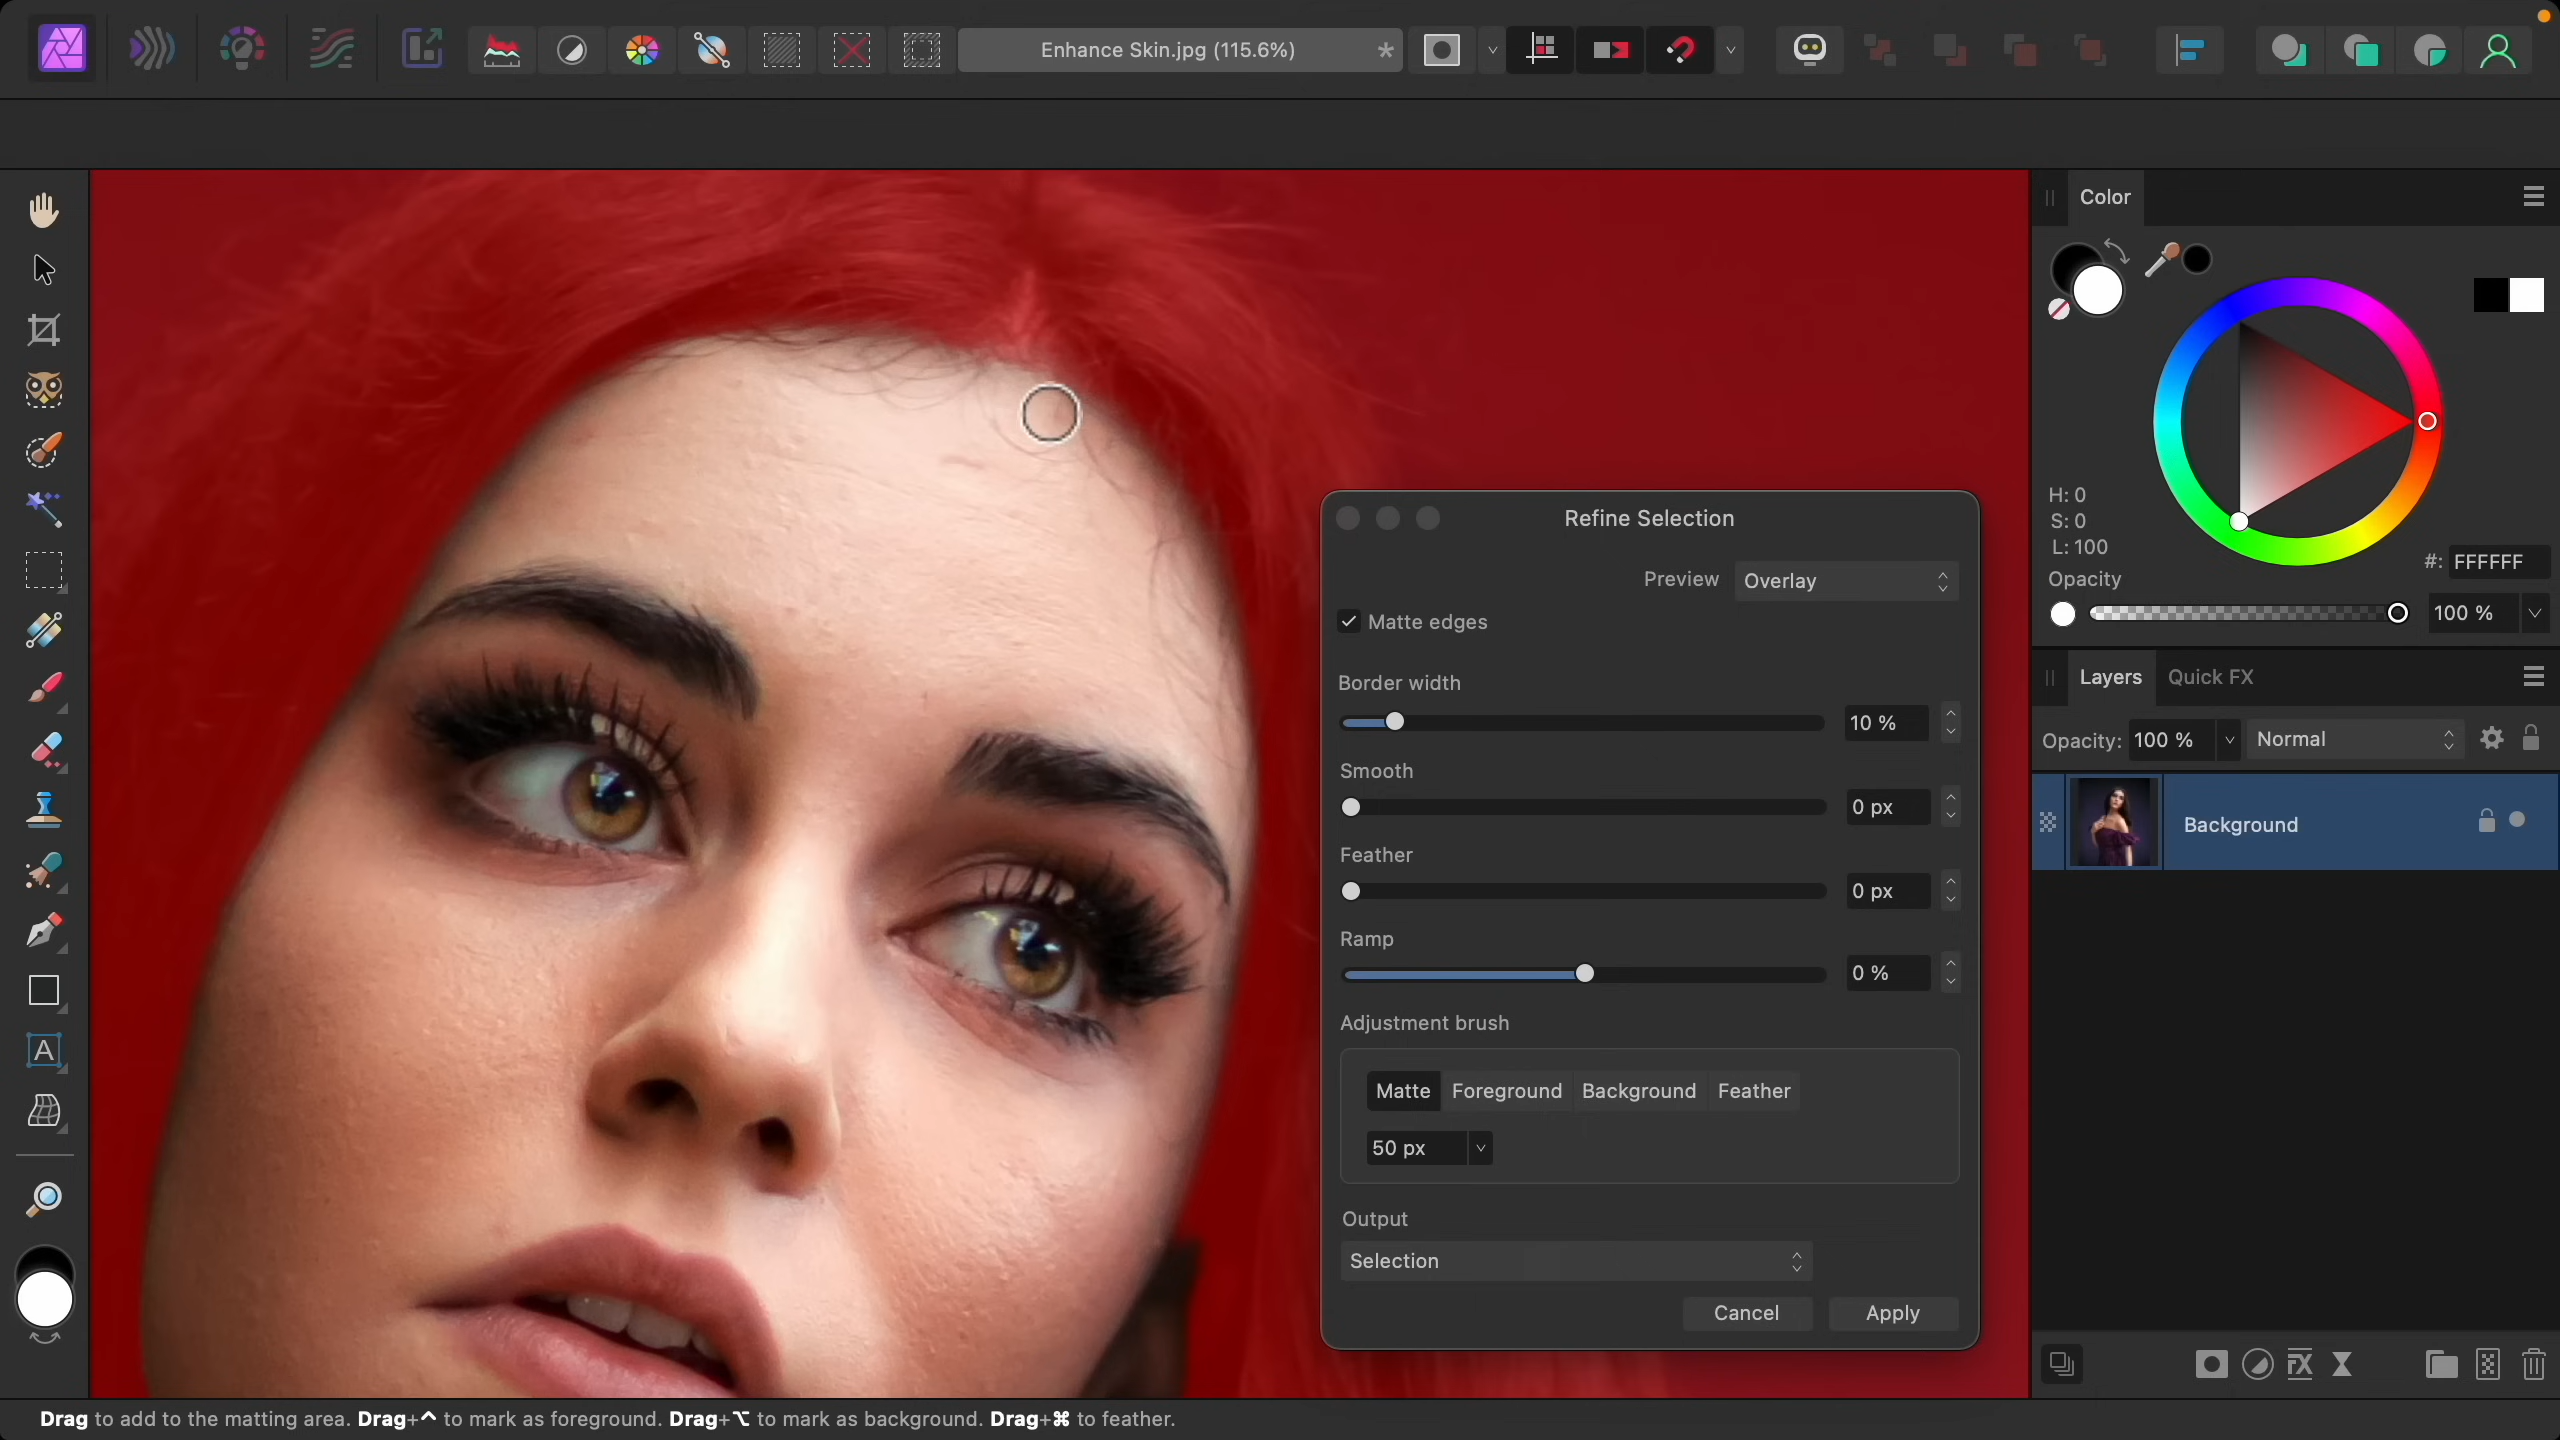 Enhance Skin.jpg (115.6%) *
Color
H: 0
S: 0
L: 100
#: FFFFFF
Opacity
100 %
Refine Selection
Preview Overlay
Matte edges
Border width
10 %
Smooth
0 px
Feather
0 px
Ramp
0 %
Adjustment brush
Matte Foreground Background Feather
50 px
Output
Selection
Cancel Apply
Layers Quick FX
Opacity: 100 % Normal
Background
FX
A
Drag to add to the matting area. Drag+^ to mark as foreground. Drag+⌥ to mark as background. Drag+⌘ to feather.